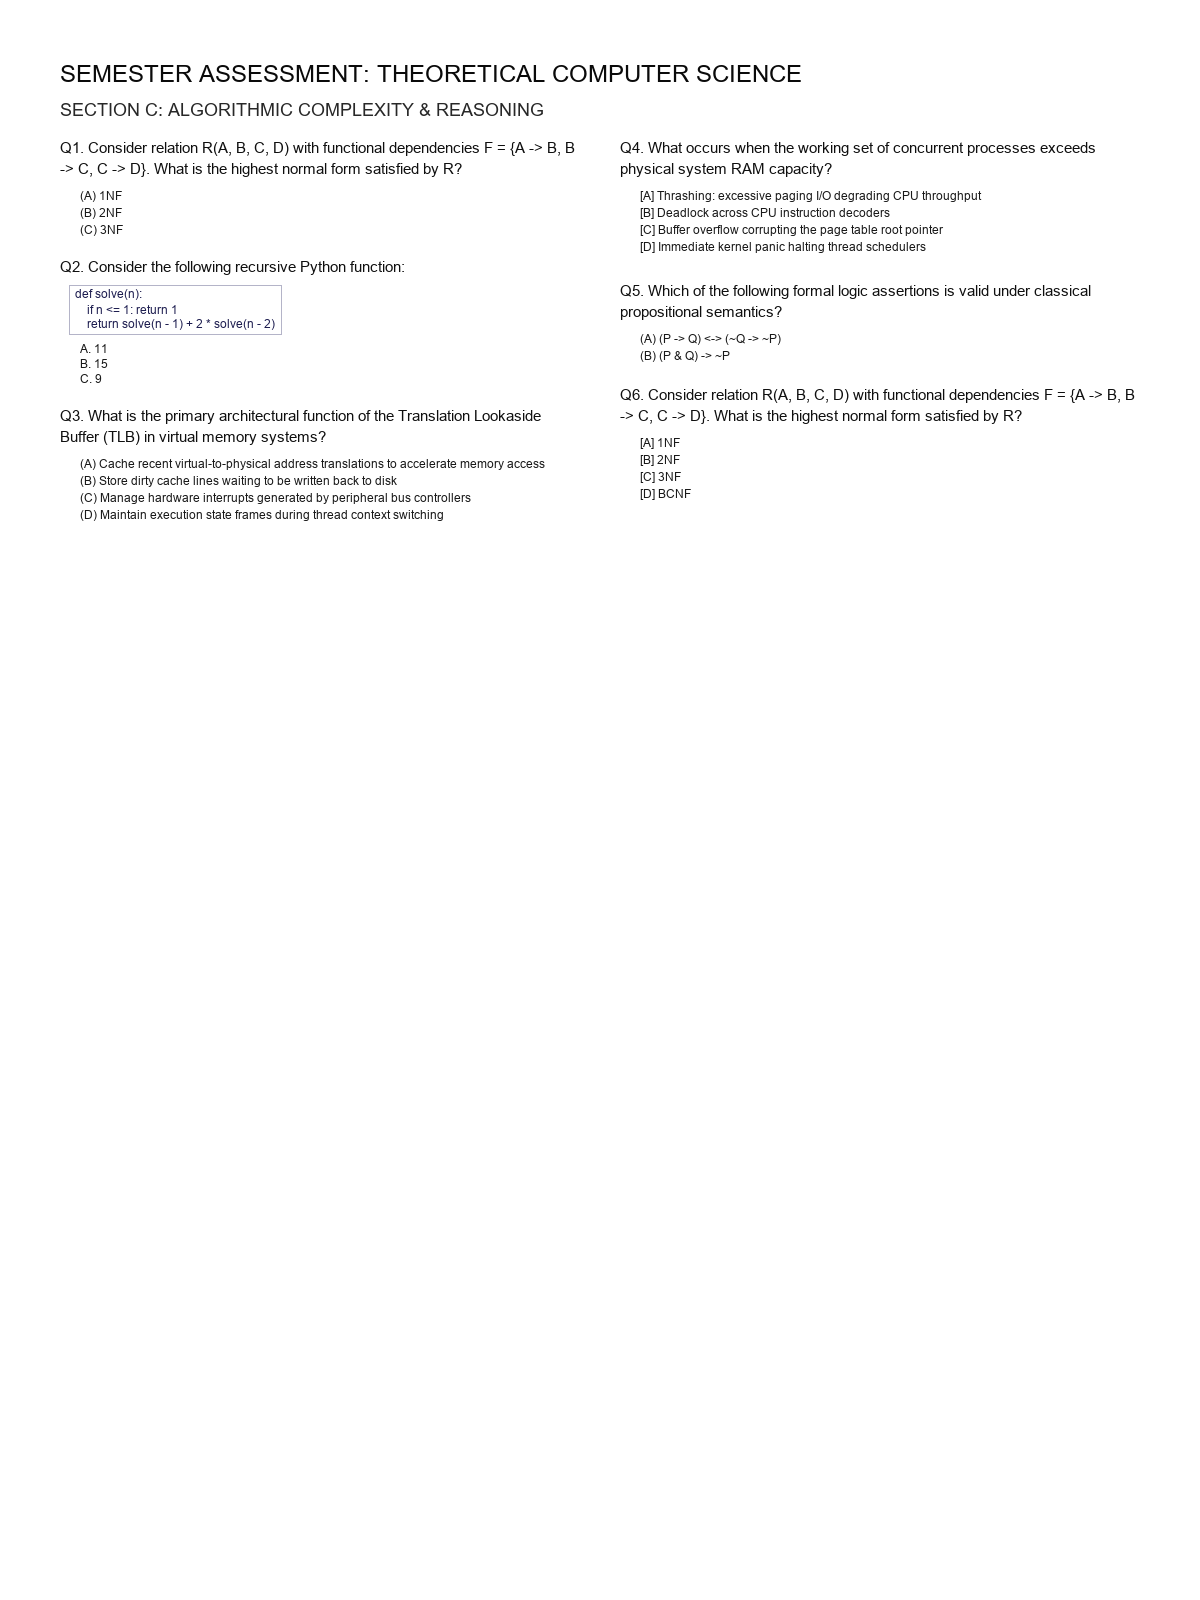 SEMESTER ASSESSMENT: THEORETICAL COMPUTER SCIENCE
SECTION C: ALGORITHMIC COMPLEXITY & REASONING
Q1. Consider relation R(A, B, C, D) with functional dependencies F = {A -> B, B
-> C, C -> D}. What is the highest normal form satisfied by R?
(A) 1NF
(B) 2NF
(C) 3NF
Q2. Consider the following recursive Python function:
def solve(n):
    if n <= 1: return 1
    return solve(n - 1) + 2 * solve(n - 2)
A. 11
B. 15
C. 9
Q3. What is the primary architectural function of the Translation Lookaside
Buffer (TLB) in virtual memory systems?
(A) Cache recent virtual-to-physical address translations to accelerate memory access
(B) Store dirty cache lines waiting to be written back to disk
(C) Manage hardware interrupts generated by peripheral bus controllers
(D) Maintain execution state frames during thread context switching
Q4. What occurs when the working set of concurrent processes exceeds
physical system RAM capacity?
[A] Thrashing: excessive paging I/O degrading CPU throughput
[B] Deadlock across CPU instruction decoders
[C] Buffer overflow corrupting the page table root pointer
[D] Immediate kernel panic halting thread schedulers
Q5. Which of the following formal logic assertions is valid under classical
propositional semantics?
(A) (P -> Q) <-> (~Q -> ~P)
(B) (P & Q) -> ~P
Q6. Consider relation R(A, B, C, D) with functional dependencies F = {A -> B, B
-> C, C -> D}. What is the highest normal form satisfied by R?
[A] 1NF
[B] 2NF
[C] 3NF
[D] BCNF